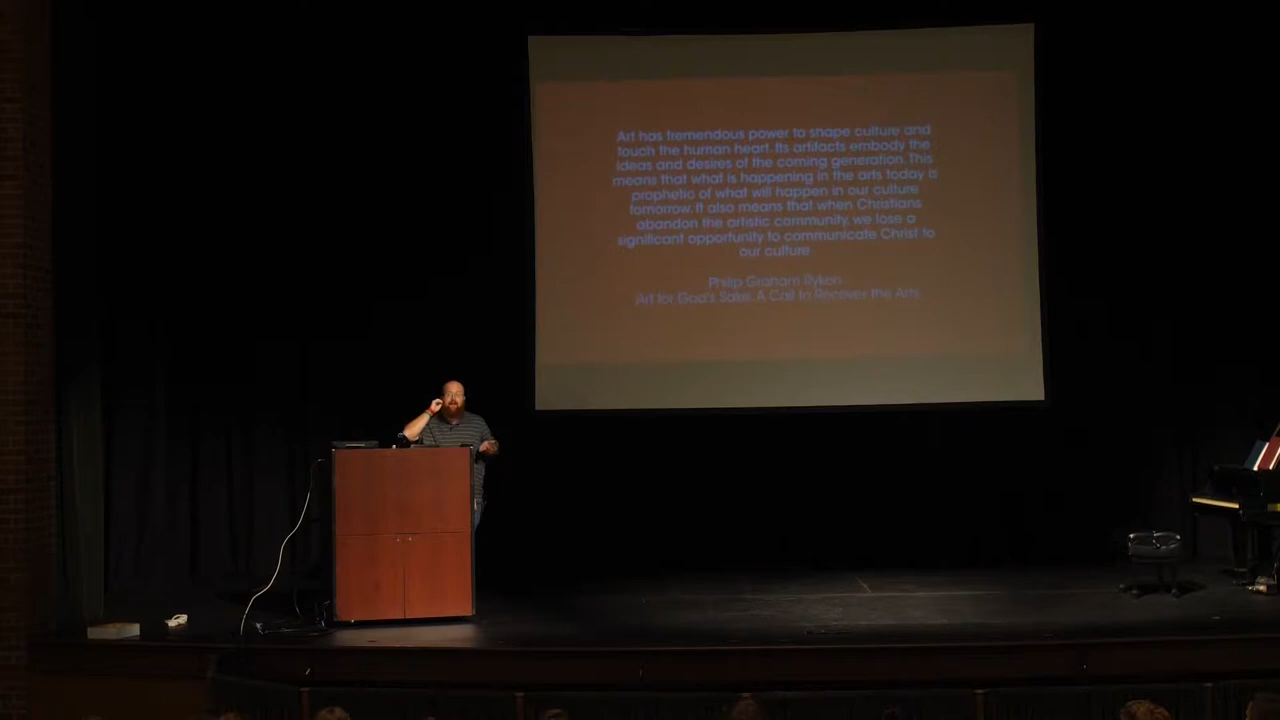 Art has tremendous power to shape culture and
touch the human heart. Its artifacts embody the
ideas and desires of the coming generation. This
means that what is happening in the arts today is
prophetic of what will happen in our culture
tomorrow. It also means that when Christians
abandon the artistic community, we lose a
significant opportunity to communicate Christ to
our culture
Philip Graham Ryken
Art for God's Sake: A Call to Recover the Arts